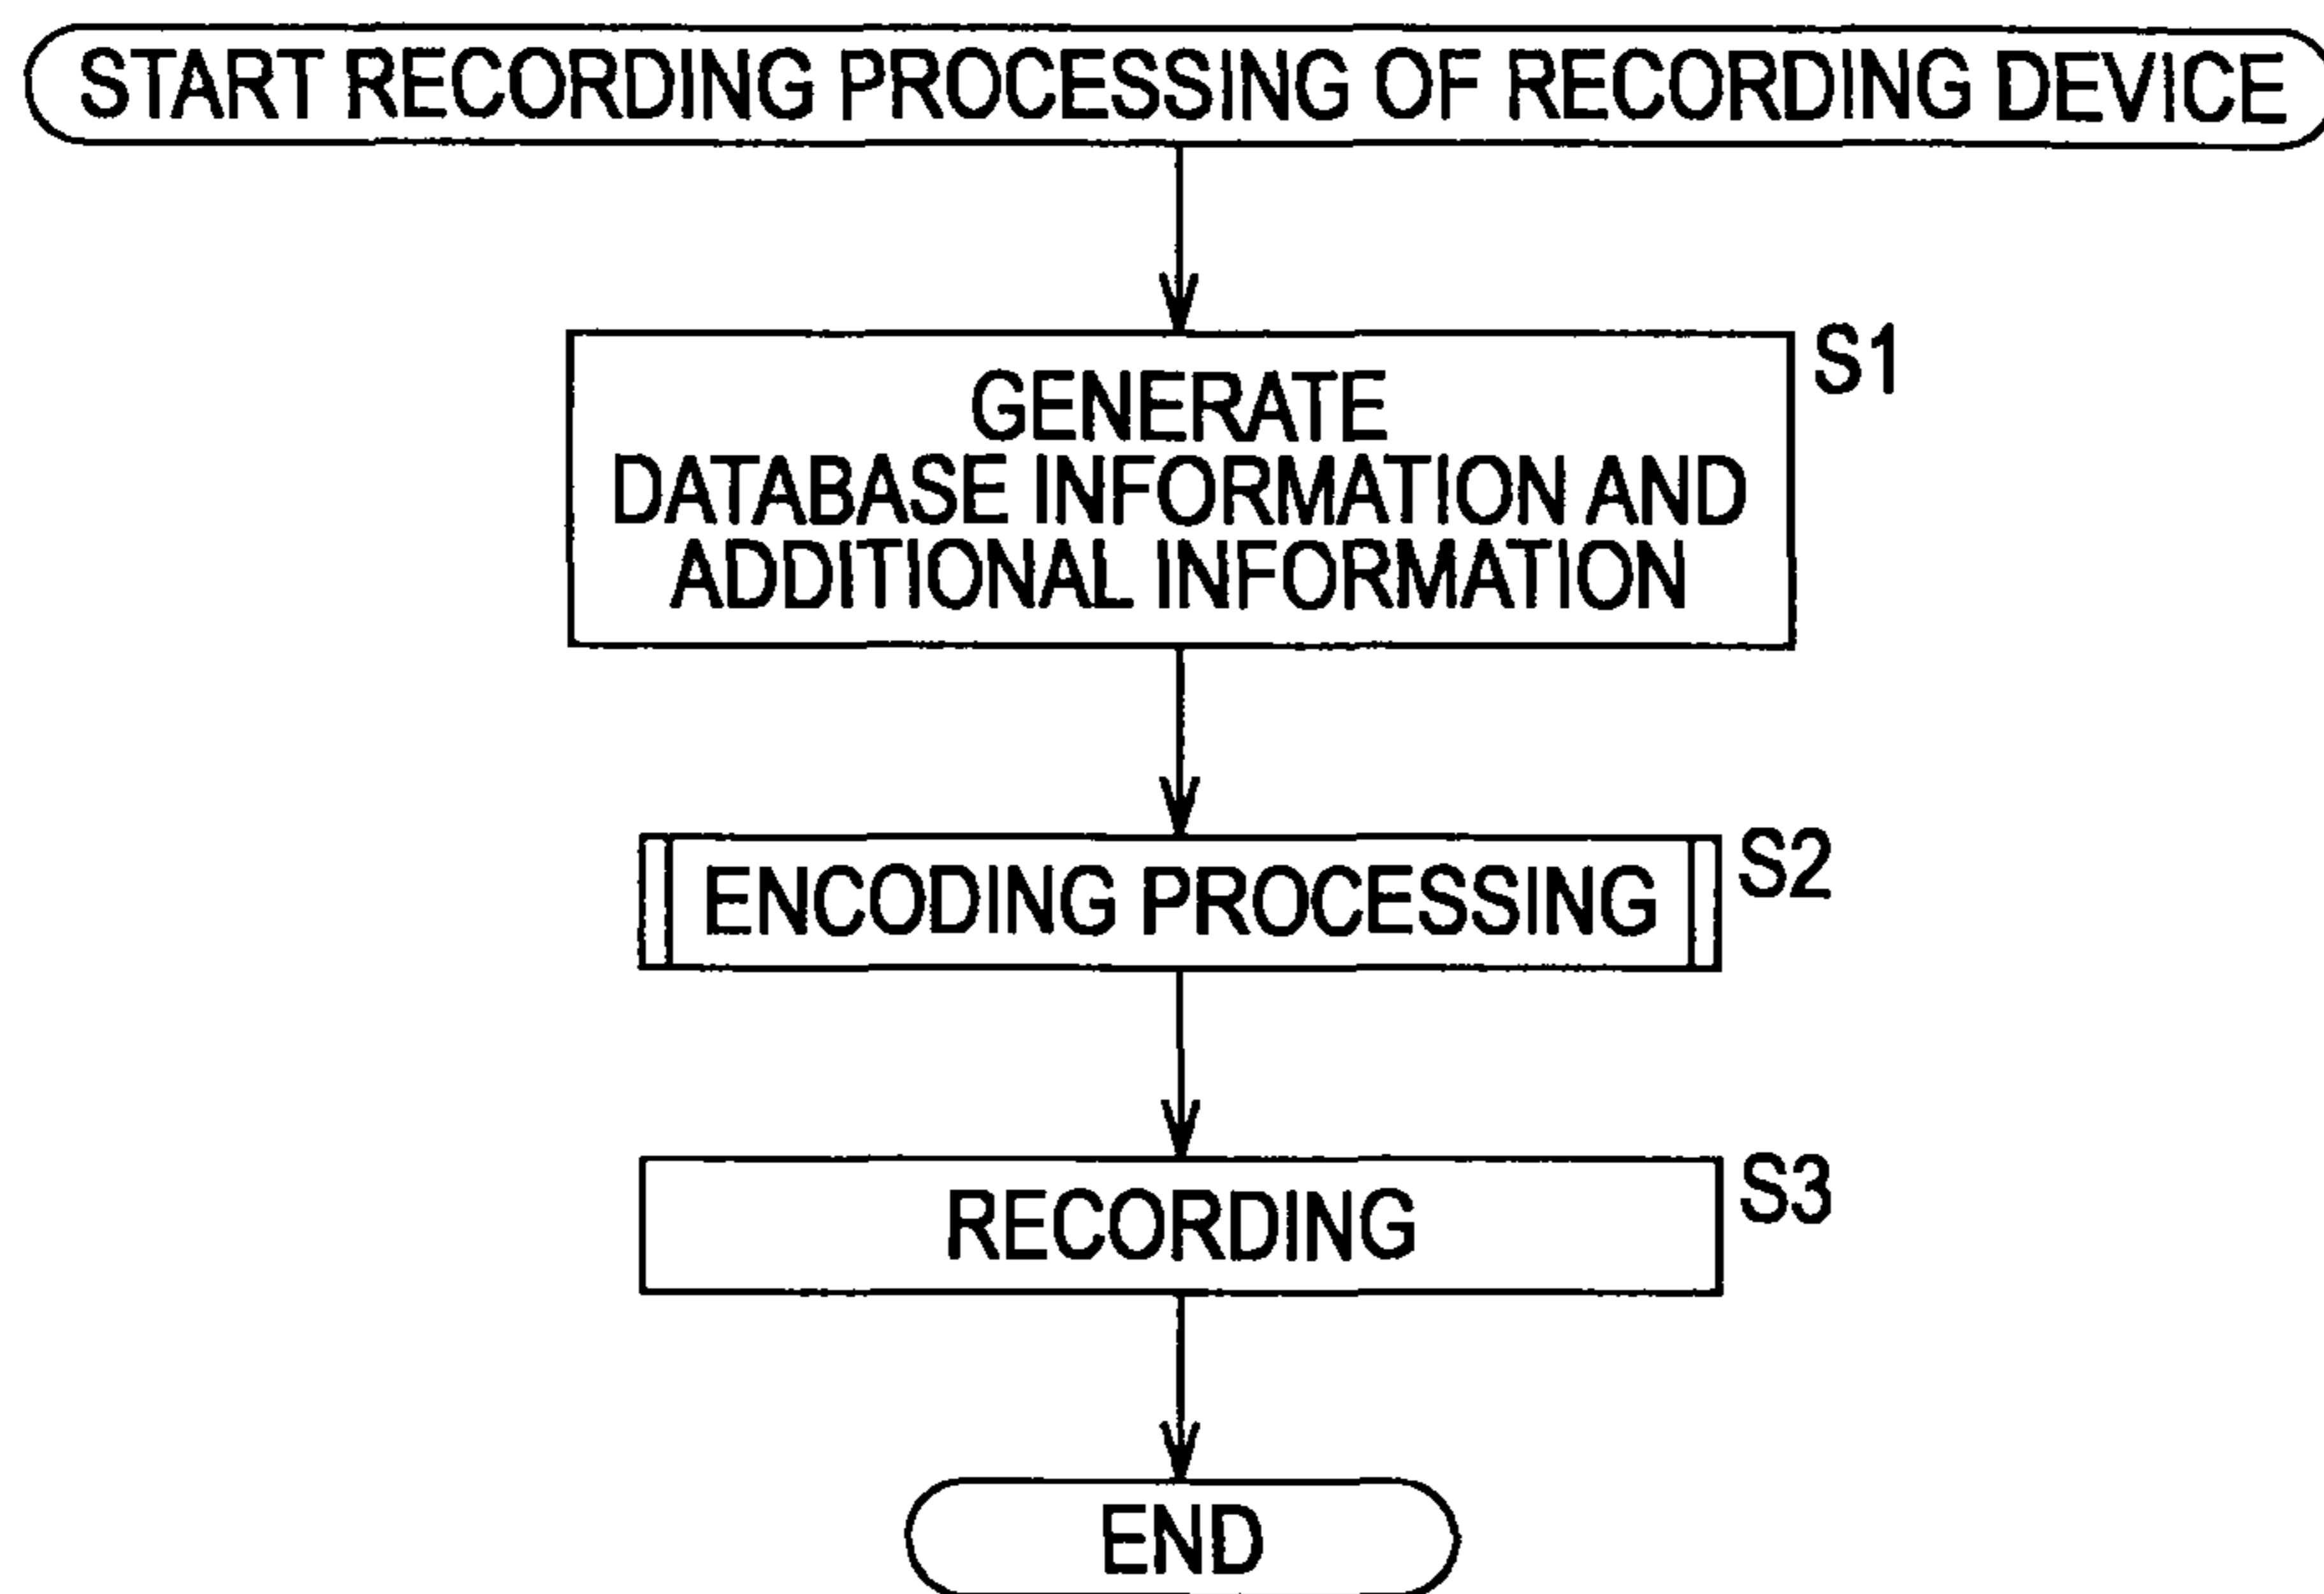 START RECORDING PROCESSING OF RECORDING DEVICE
S1
GENERATE
DATABASE INFORMATION AND
ADDITIONAL INFORMATION
S2
ENCODING PROCESSING
S3
RECORDING
END